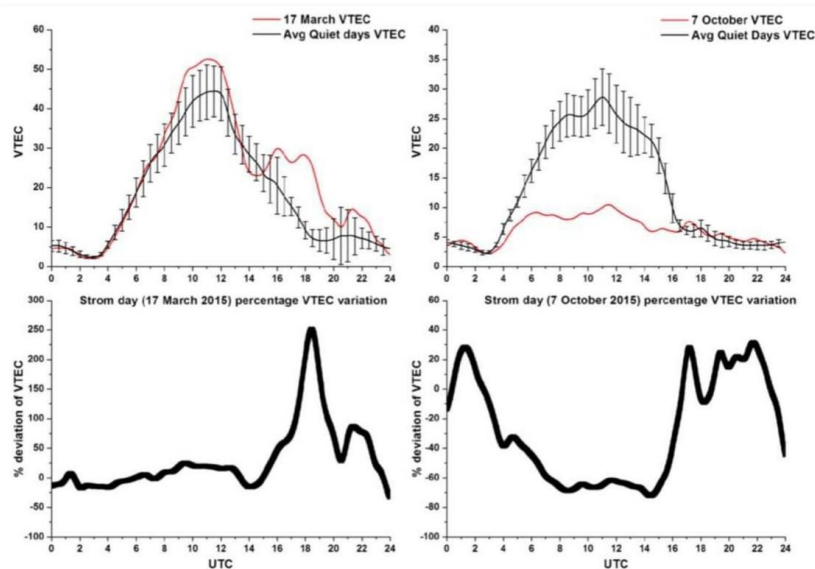 17 March VTEC
Avg Quiet days VTEC
60
50
40
30
20
10
0
VTEC
0 2 4 6 8 10 12 14 16 18 20 22 24
7 October VTEC
Avg Quiet Days VTEC
40
35
30
25
20
15
10
5
0
VTEC
0 2 4 6 8 10 12 14 16 18 20 22 24
Strom day (17 March 2015) percentage VTEC variation
300
250
200
150
100
50
0
-50
-100
% deviation of VTEC
0 2 4 6 8 10 12 14 16 18 20 22 24
UTC
Strom day (7 October 2015) percentage VTEC variation
60
40
20
0
-20
-40
-60
-80
-100
% deviation of VTEC
0 2 4 6 8 10 12 14 16 18 20 22 24
UTC